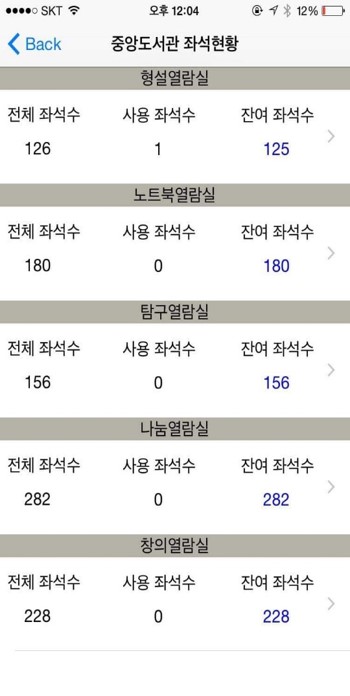 SKT 오후 12:04 12%
Back 중앙도서관 좌석현황
형설열람실
전체 좌석수 사용 좌석수 잔여 좌석수
126 1 125
노트북열람실
전체 좌석수 사용 좌석수 잔여 좌석수
180 0 180
탐구열람실
전체 좌석수 사용 좌석수 잔여 좌석수
156 0 156
나눔열람실
전체 좌석수 사용 좌석수 잔여 좌석수
282 0 282
창의열람실
전체 좌석수 사용 좌석수 잔여 좌석수
228 0 228